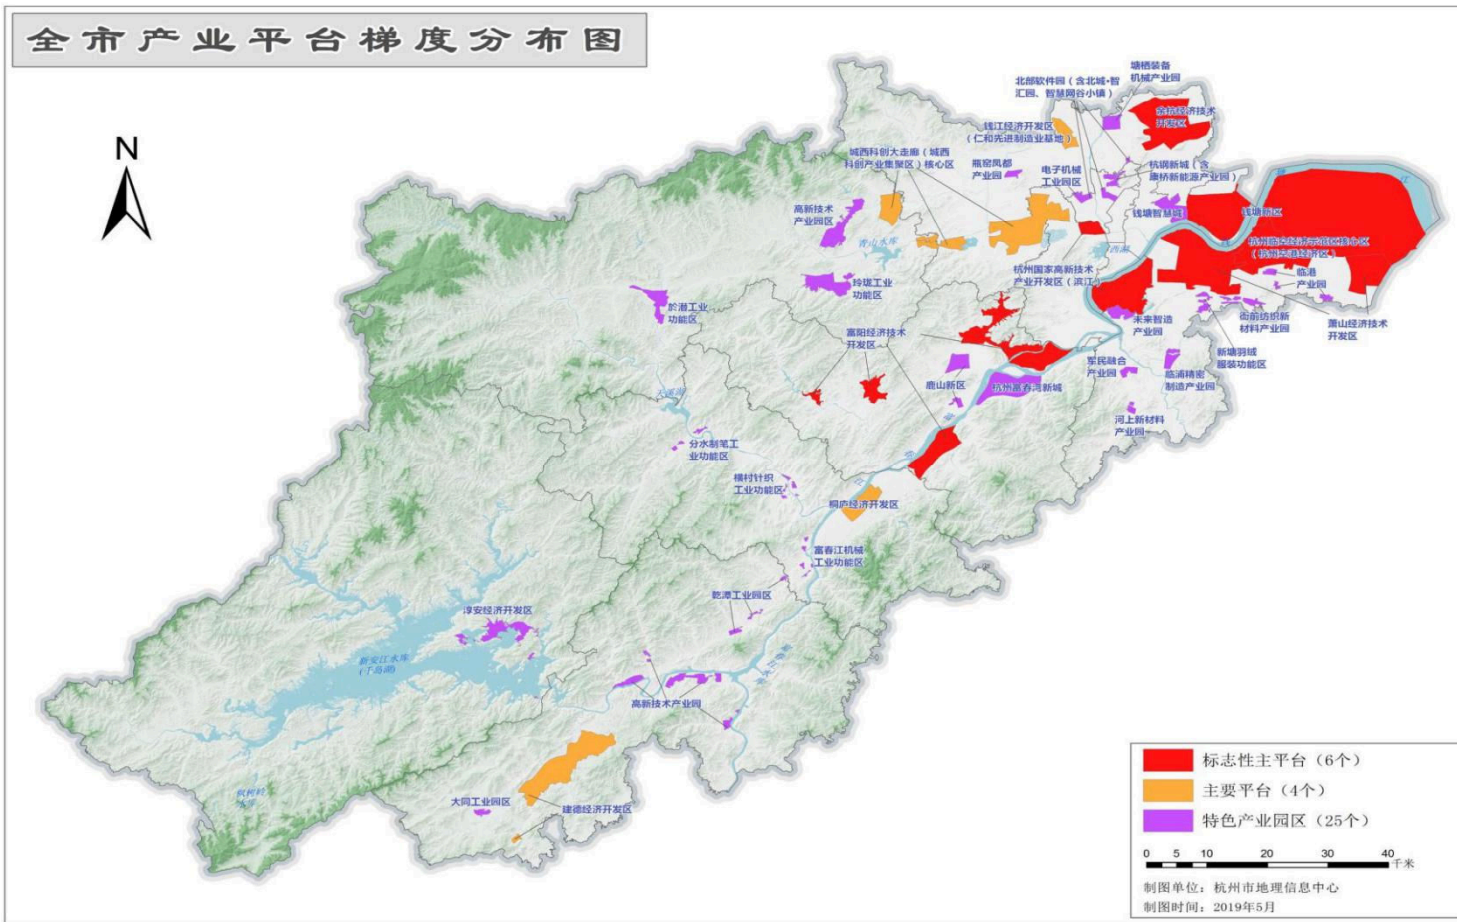 全市产业平台梯度分布图
N
塘栖装备
机械产业园
北部软件园（含北城·智
汇园、智慧网谷小镇）
余杭经济技术
开发区
钱江经济开发区
（仁和先进制造业基地）
城西科创大走廊（城西
科创产业集聚区）核心区
瓶窑凤都
产业园
电子机械
工业园区
杭钢新城（含
康桥新能源产业园）
高新技术
产业园区
钱塘智慧城
钱塘新区
青山水库
西湖
杭州临空经济示范区核心区
（杭州空港经济区）
杭州国家高新技术
产业开发区（滨江）
临港
产业园
玲珑工业
功能区
於潜工业
功能区
未来智造
产业园
衙前纺织新
材料产业园
萧山经济技术
开发区
富阳经济技术
开发区
新塘羽绒
服装功能区
军民融合
产业园
临浦精密
制造产业园
鹿山新区
杭州富春湾新城
河上新材料
产业园
分水制笔工
业功能区
横村针织
工业功能区
桐庐经济开发区
富春江机械
工业功能区
乾潭工业园区
淳安经济开发区
新安江水库
（千岛湖）
高新技术产业园
大同工业园区
建德经济开发区
标志性主平台（6个）
主要平台（4个）
特色产业园区（25个）
0 5 10 20 30 40
千米
制图单位：杭州市地理信息中心
制图时间：2019年5月